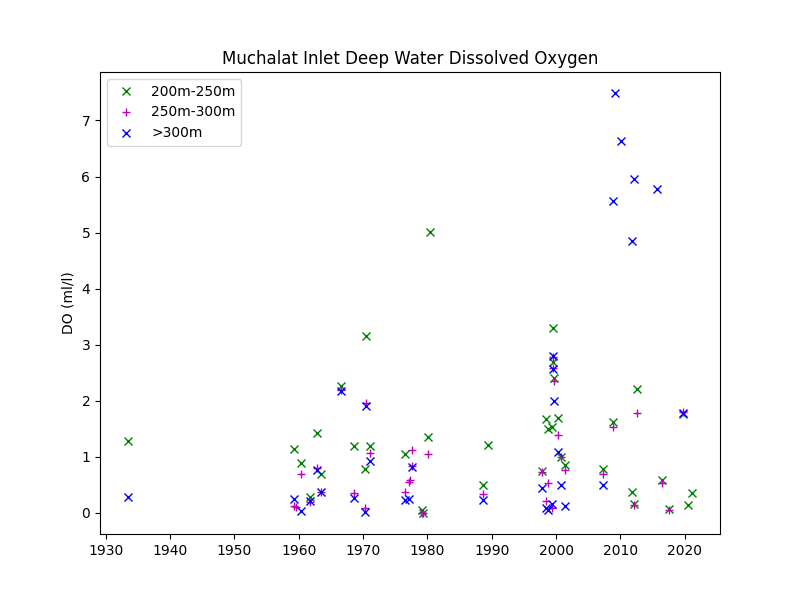 Muchalat Inlet Deep Water Dissolved Oxygen
200m-250m
250m-300m
>300m
DO (ml/l)
7
6
5
4
3
2
1
0
1930 1940 1950 1960 1970 1980 1990 2000 2010 2020